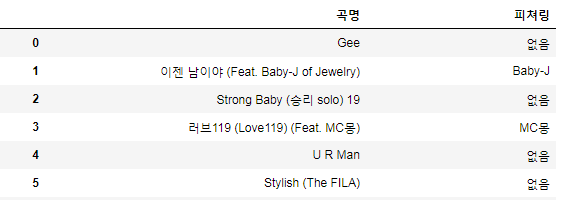 곡명 피쳐링
0 Gee 없음
1 이젠 남이야 (Feat. Baby-J of Jewelry) Baby-J
2 Strong Baby (승리 solo) 19 없음
3 러브119 (Love119) (Feat. MC몽) MC몽
4 U R Man 없음
5 Stylish (The FILA) 없음